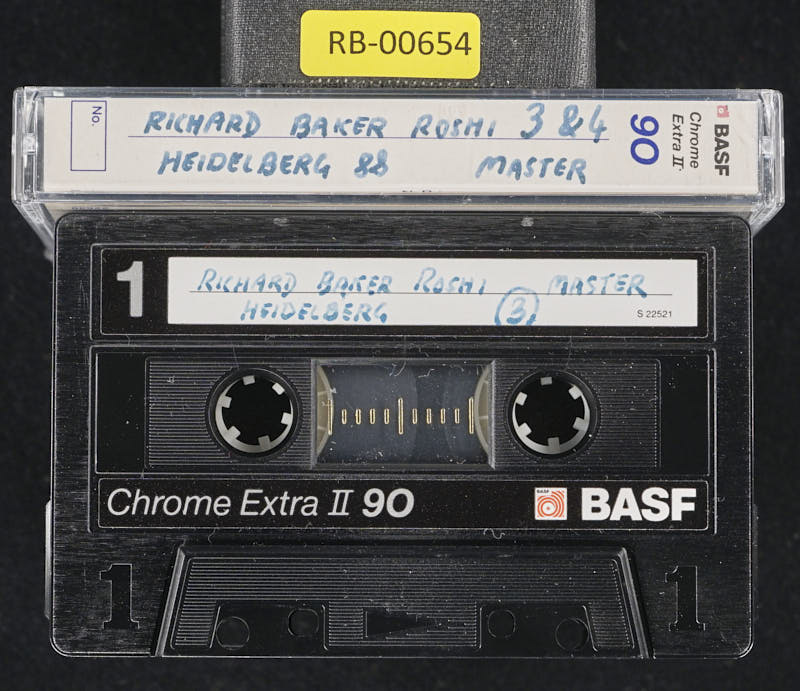 RB-00654
No.
RICHARD BAKER ROSHI 3 & 4
HEIDELBERG 88 MASTER
90
Chrome
Extra II
BASF
1
RICHARD BAKER ROSHI MASTER
HEIDELBERG 3
S 22521
Chrome Extra II 90
BASF
BASF
1 1